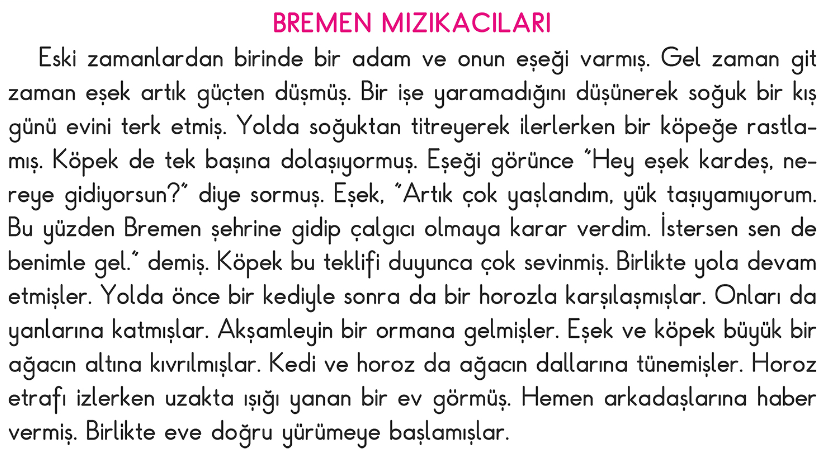 BREMEN MIZIKACILARI
Eski zamanlardan birinde bir adam ve onun eşeği varmış. Gel zaman git
zaman eşek artık güçten düşmüş. Bir işe yaramadığını düşünerek soğuk bir kış
günü evini terk etmiş. Yolda soğuktan titreyerek ilerlerken bir köpeğe rastla-
mış. Köpek de tek başına dolaşıyormuş. Eşeği görünce “Hey eşek kardeş, ne-
reye gidiyorsun?” diye sormuş. Eşek, “Artık çok yaşlandım, yük taşıyamıyorum.
Bu yüzden Bremen şehrine gidip çalgıcı olmaya karar verdim. İstersen sen de
benimle gel.” demiş. Köpek bu teklifi duyunca çok sevinmiş. Birlikte yola devam
etmişler. Yolda önce bir kediyle sonra da bir horozla karşılaşmışlar. Onları da
yanlarına katmışlar. Akşamleyin bir ormana gelmişler. Eşek ve köpek büyük bir
ağacın altına kıvrılmışlar. Kedi ve horoz da ağacın dallarına tünemişler. Horoz
etrafı izlerken uzakta ışığı yanan bir ev görmüş. Hemen arkadaşlarına haber
vermiş. Birlikte eve doğru yürümeye başlamışlar.